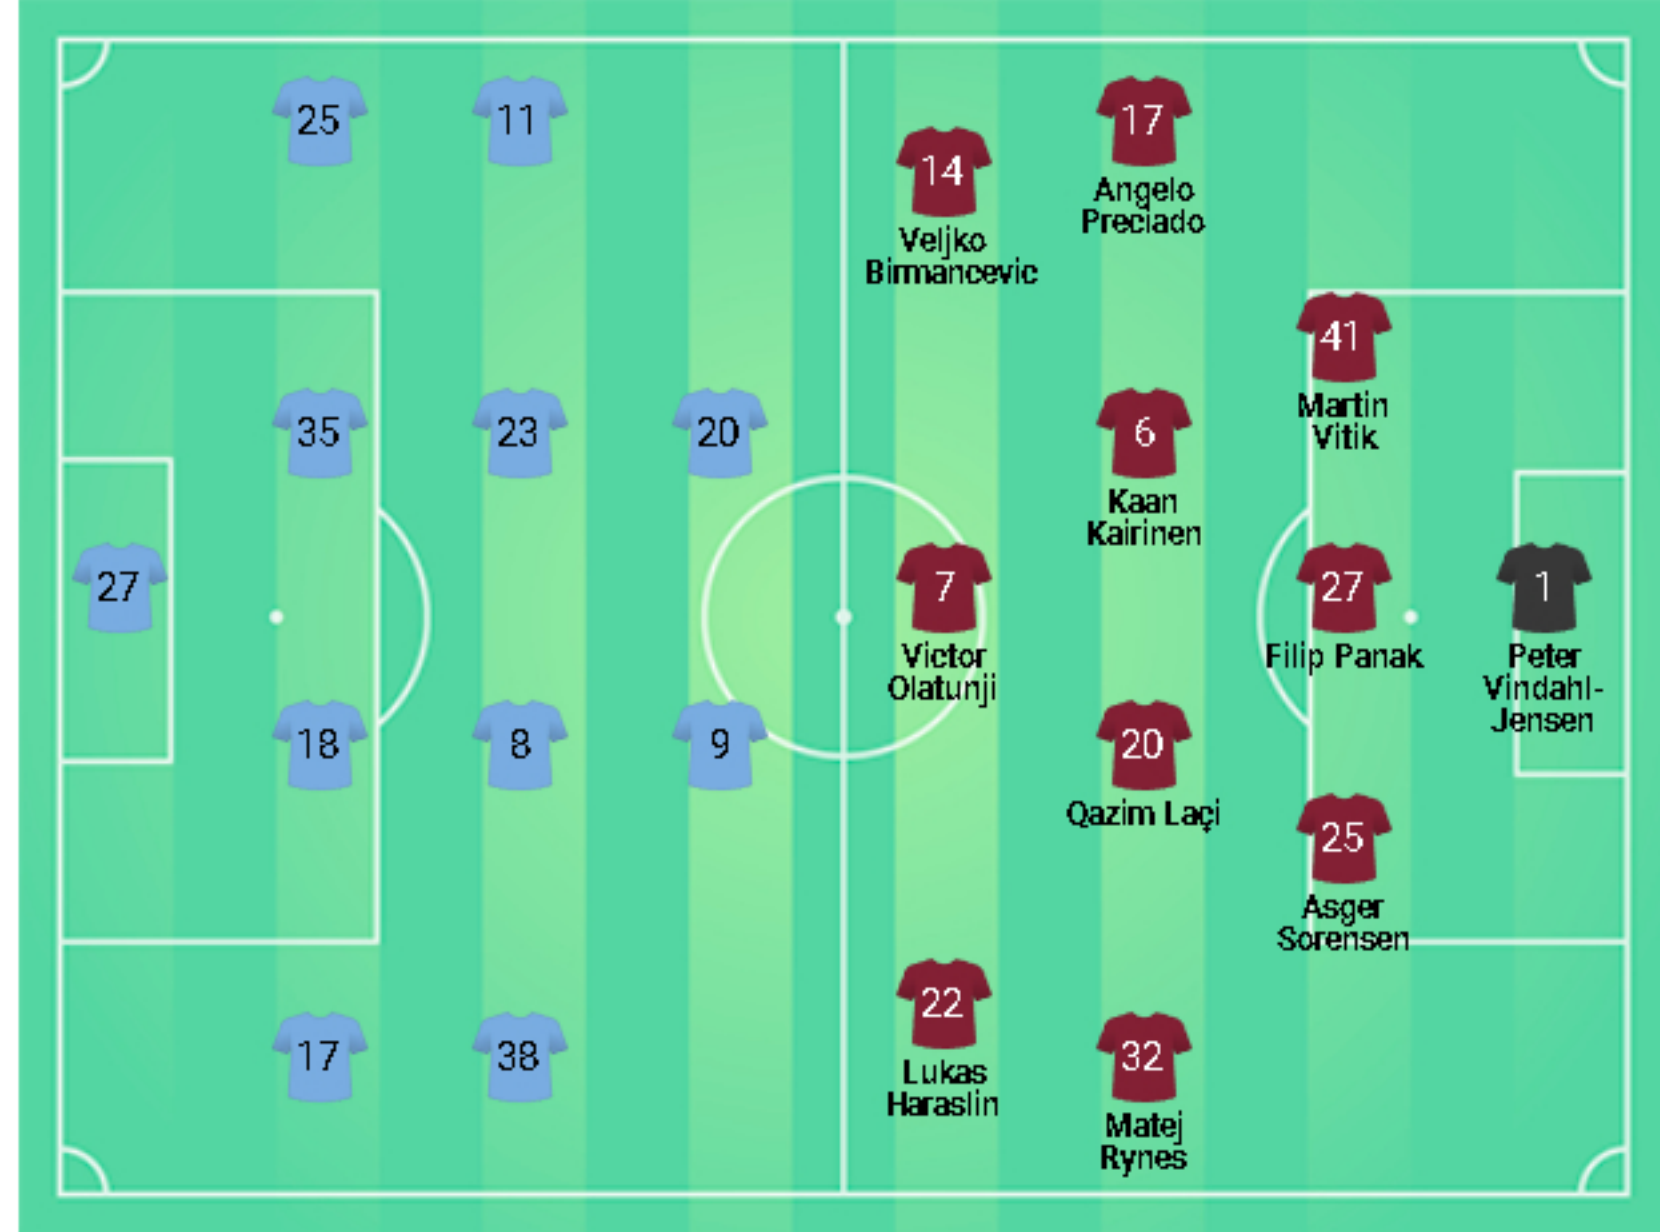 25
11
17
Angelo
Preciado
14
Veljko
Birmancevic
41
Martin
Vitik
35
23
20
6
Kaan
Kairinen
27
7
Victor
Olatunji
27
Filip Panak
1
Peter
Vindahl-
Jensen
18
8
9
20
Qazim Laçi
25
Asger
Sorensen
22
Lukas
Haraslin
17
38
32
Matej
Rynes